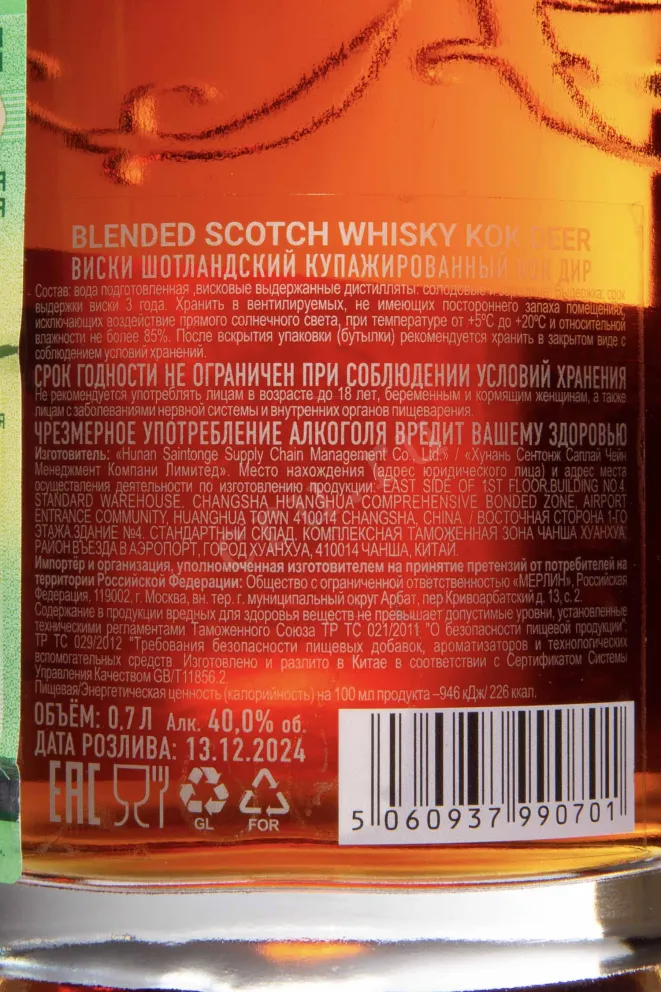 BLENDED SCOTCH WHISKY KOK DEER
ВИСКИ ШОТЛАНДСКИЙ КУПАЖИРОВАННЫЙ КОК ДИР
Состав: вода подготовленная ,висковые выдержанные дистилляты: солодовые
выдержки виски 3 года. Хранить в вентилируемых, не имеющих постороннего запаха помещениях,
исключающих воздействие прямого солнечного света, при температуре от +5°С до +20°С и относительной
влажности не более 85%. После вскрытия упаковки (бутылки) рекомендуется хранить в закрытом виде с
соблюдением условий хранений.
СРОК ГОДНОСТИ НЕ ОГРАНИЧЕН ПРИ СОБЛЮДЕНИИ УСЛОВИЙ ХРАНЕНИЯ
Не рекомендуется употреблять лицам в возрасте до 18 лет, беременным и кормящим женщинам, а также
лицам с заболеваниями нервной системы и внутренних органов пищеварения.
ЧРЕЗМЕРНОЕ УПОТРЕБЛЕНИЕ АЛКОГОЛЯ ВРЕДИТ ВАШЕМУ ЗДОРОВЬЮ
Изготовитель: «Hunan Saintonge Supply Chain Management Co., Ltd.» / «Хунань Сентонж Саплай Чейн
Менеджмент Компани Лимитед». Место нахождения (адрес юридического лица) и адрес места
осуществления деятельности по изготовлению продукции: EAST SIDE OF 1ST FLOOR.BUILDING NO.4.
STANDARD WAREHOUSE. CHANGSHA HUANGHUA COMPREHENSIVE BONDED ZONE, AIRPORT
ENTRANCE COMMUNITY, HUANGHUA TOWN 410014 CHANGSHA, CHINA / ВОСТОЧНАЯ СТОРОНА 1-ГО
ЭТАЖА.ЗДАНИЕ №4. СТАНДАРТНЫЙ СКЛАД. КОМПЛЕКСНАЯ ТАМОЖЕННАЯ ЗОНА ЧАНША ХУАНХУА.
РАЙОН ВЪЕЗДА В АЭРОПОРТ, ГОРОД ХУАНХУА, 410014 ЧАНША, КИТАЙ.
Импортёр и организация, уполномоченная изготовителем на принятие претензий от потребителей на
территории Российской Федерации: Общество с ограниченной ответственностью «МЕРЛИН», Российская
Федерация, 119002, г. Москва, вн. тер. г. муниципальный округ Арбат, пер Кривоарбатский д. 13, с. 2.
Содержание в продукции вредных для здоровья веществ не превышает допустимые уровни, установленные
техническими регламентами Таможенного Союза ТР ТС 021/2011 "О безопасности пищевой продукции",
ТР ТС 029/2012 "Требования безопасности пищевых добавок, ароматизаторов и технологических
вспомогательных средств. Изготовлено и разлито в Китае в соответствии с Сертификатом Системы
Управления Качеством GB/T11856.2.
Пищевая/Энергетическая ценность (калорийность) на 100 мл продукта –946 кДж/ 226 ккал.
ОБЪЁМ: 0,7 Л Алк. 40,0% об.
ДАТА РОЗЛИВА: 13.12.2024
EAC
GL
FOR
5 060937 990701